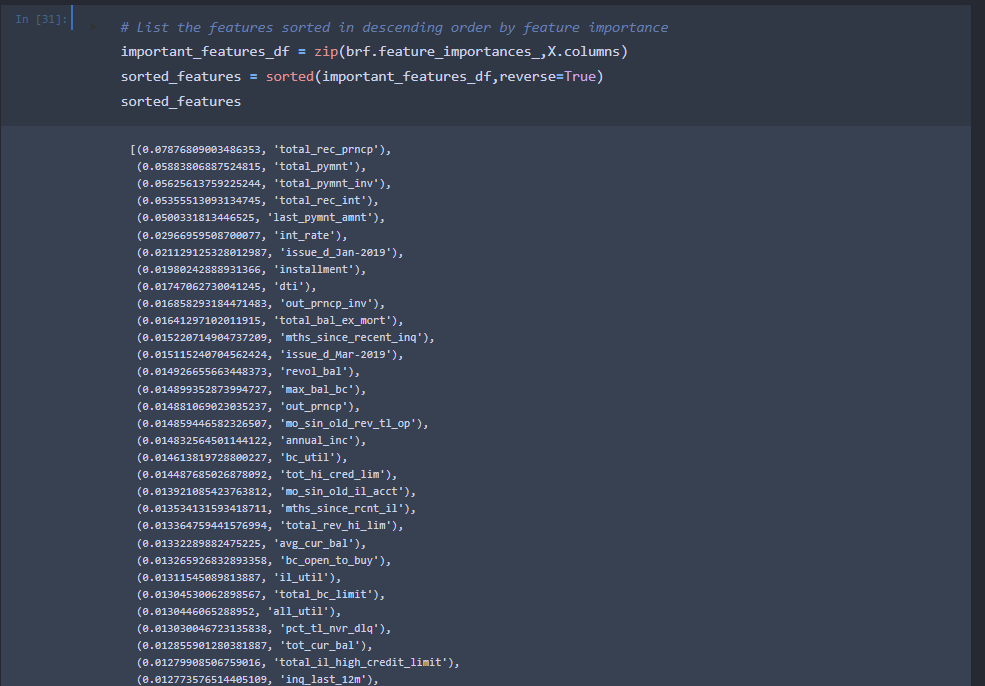 In [31]:
# List the features sorted in descending order by feature importance
important_features_df = zip(brf.feature_importances_,X.columns)
sorted_features = sorted(important_features_df,reverse=True)
sorted_features
[(0.07876809003486353, 'total_rec_prncp'),
(0.05883806887524815, 'total_pymnt'),
(0.05625613759225244, 'total_pymnt_inv'),
(0.05355513093134745, 'total_rec_int'),
(0.0500331813446525, 'last_pymnt_amnt'),
(0.02966959508700077, 'int_rate'),
(0.021129125328012987, 'issue_d_Jan-2019'),
(0.01980242888931366, 'installment'),
(0.01747062730041245, 'dti'),
(0.016858293184471483, 'out_prncp_inv'),
(0.01641297102011915, 'total_bal_ex_mort'),
(0.015220714904737209, 'mths_since_recent_inq'),
(0.015115240704562424, 'issue_d_Mar-2019'),
(0.014926655663448373, 'revol_bal'),
(0.014899352873994727, 'max_bal_bc'),
(0.014881069023035237, 'out_prncp'),
(0.014859446582326507, 'mo_sin_old_rev_tl_op'),
(0.014832564501144122, 'annual_inc'),
(0.014613819728800227, 'bc_util'),
(0.014487685026878092, 'tot_hi_cred_lim'),
(0.013921085423763812, 'mo_sin_old_il_acct'),
(0.013534131593418711, 'mths_since_rcnt_il'),
(0.013364759441576994, 'total_rev_hi_lim'),
(0.01332289882475225, 'avg_cur_bal'),
(0.013265926832893358, 'bc_open_to_buy'),
(0.01311545089813887, 'il_util'),
(0.01304530062898567, 'total_bc_limit'),
(0.0130446065288952, 'all_util'),
(0.013030046723135838, 'pct_tl_nvr_dlq'),
(0.012855901280381887, 'tot_cur_bal'),
(0.01279908506759016, 'total_il_high_credit_limit'),
(0.012773576514405109, 'inq_last_12m'),